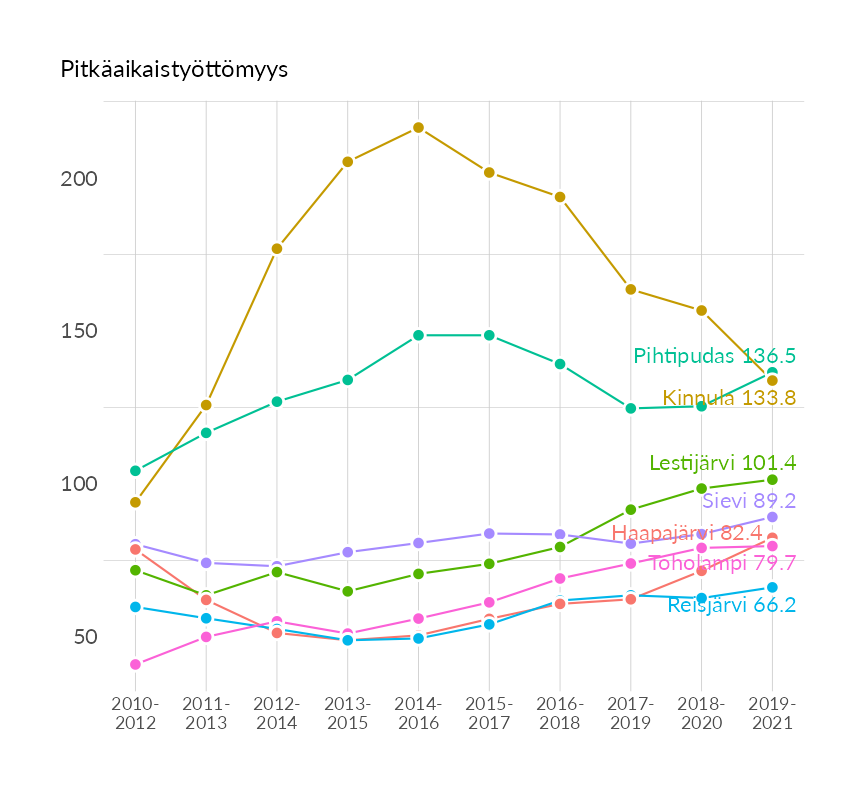 Pitkäaikaistyöttömyys
200
150
100
50
Pihtipudas 136.5
Kinnula 133.8
Lestijärvi 101.4
Sievi 89.2
Haapajärvi 82.4
Toholampi 79.7
Reisjärvi 66.2
2010- 2011- 2012- 2013- 2014- 2015- 2016- 2017- 2018- 2019-
2012 2013 2014 2015 2016 2017 2018 2019 2020 2021